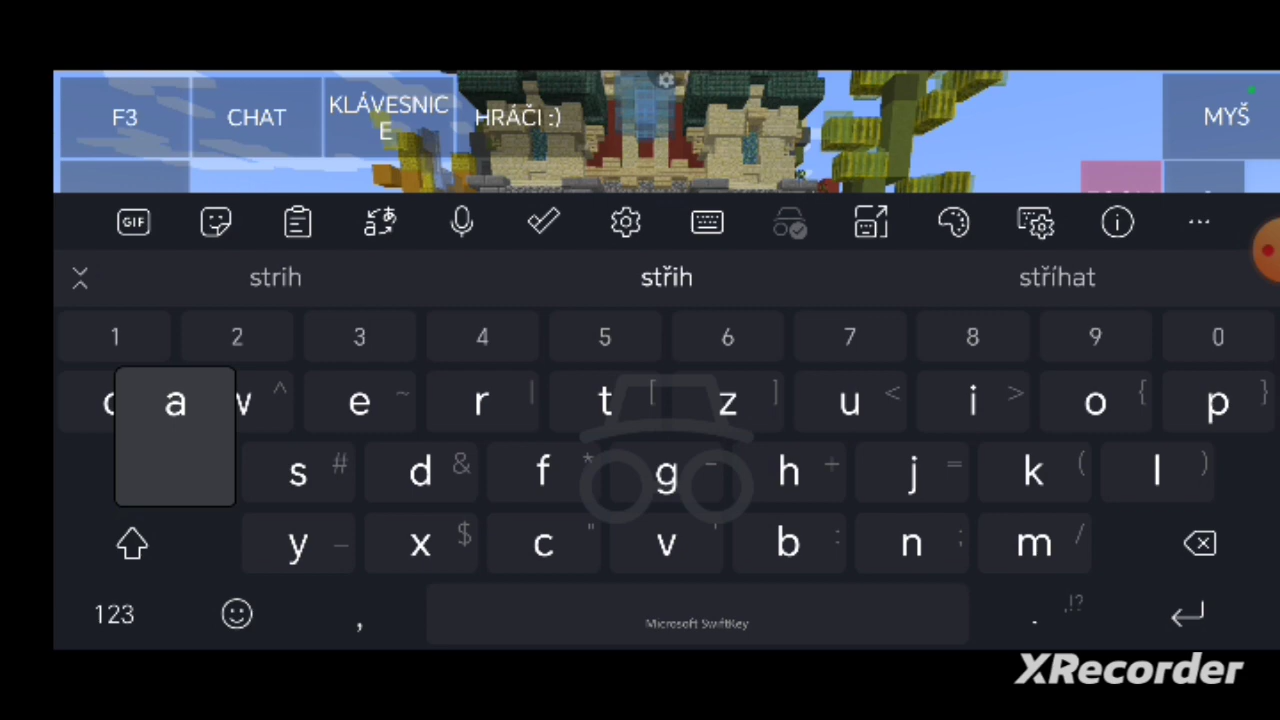 F3 CHAT KLÁVESNIC
E HRÁČI :) MYŠ
GIF
strih střih stříhat
1 2 3 4 5 6 7 8 9 0
a w ^ e ~ r | t [ z ] u < i > o { p }
s # d & f * g - h + j = k ( l )
y _ x $ c " v ' b : n ; m /
123 , Microsoft SwiftKey . ,!?
XRecorder